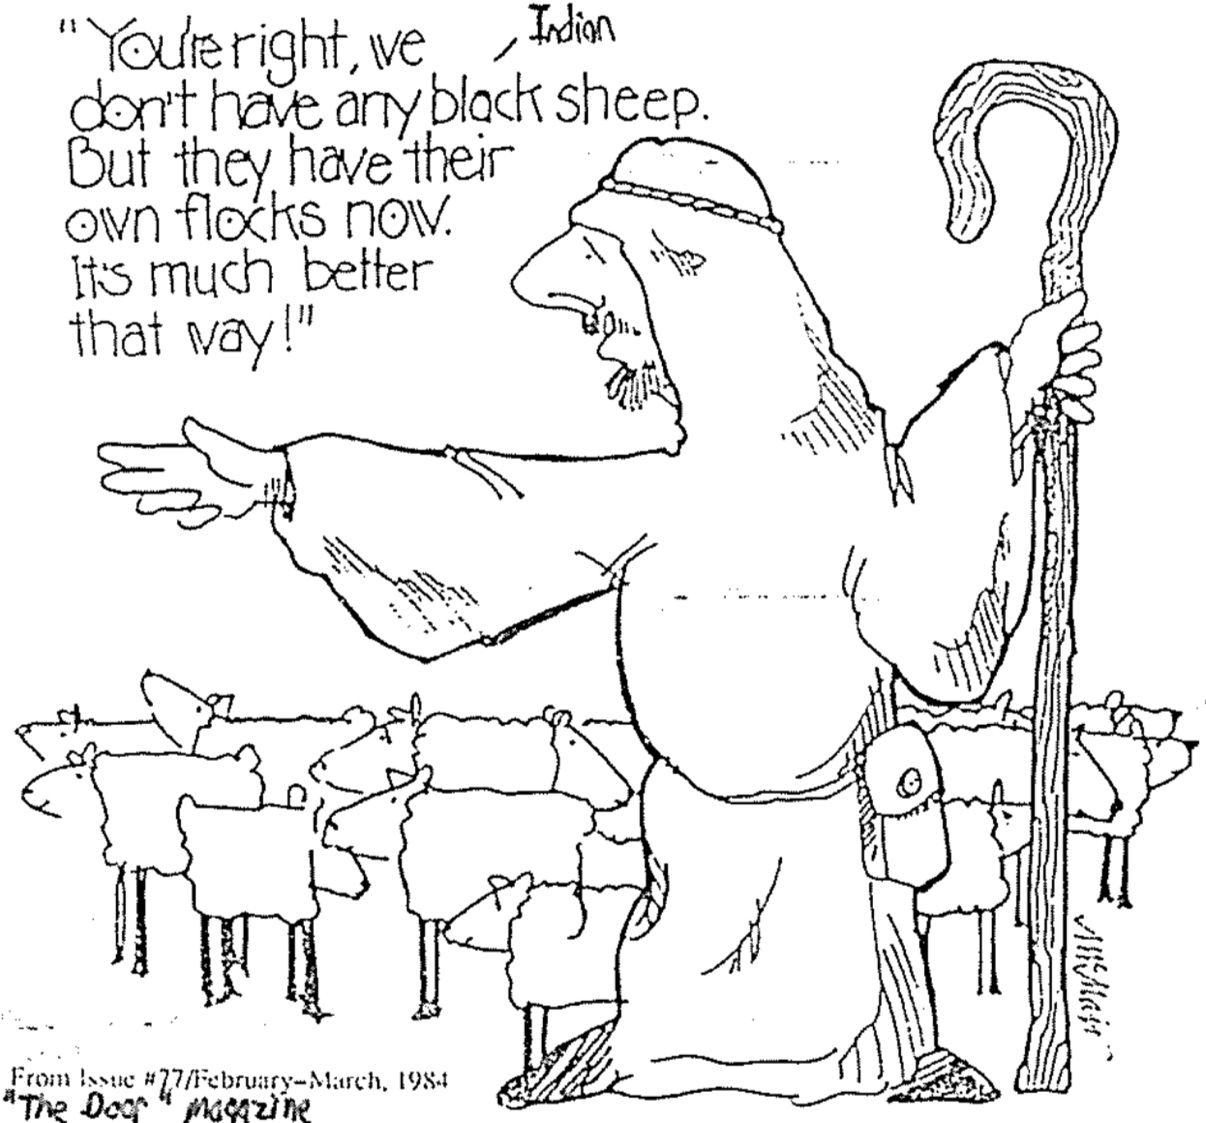 "You're right, we
Indian
don't have any black sheep.
But they have their
own flocks now.
It's much better
that way!"
From Issue #77/February–March, 1984
"The Door" magazine